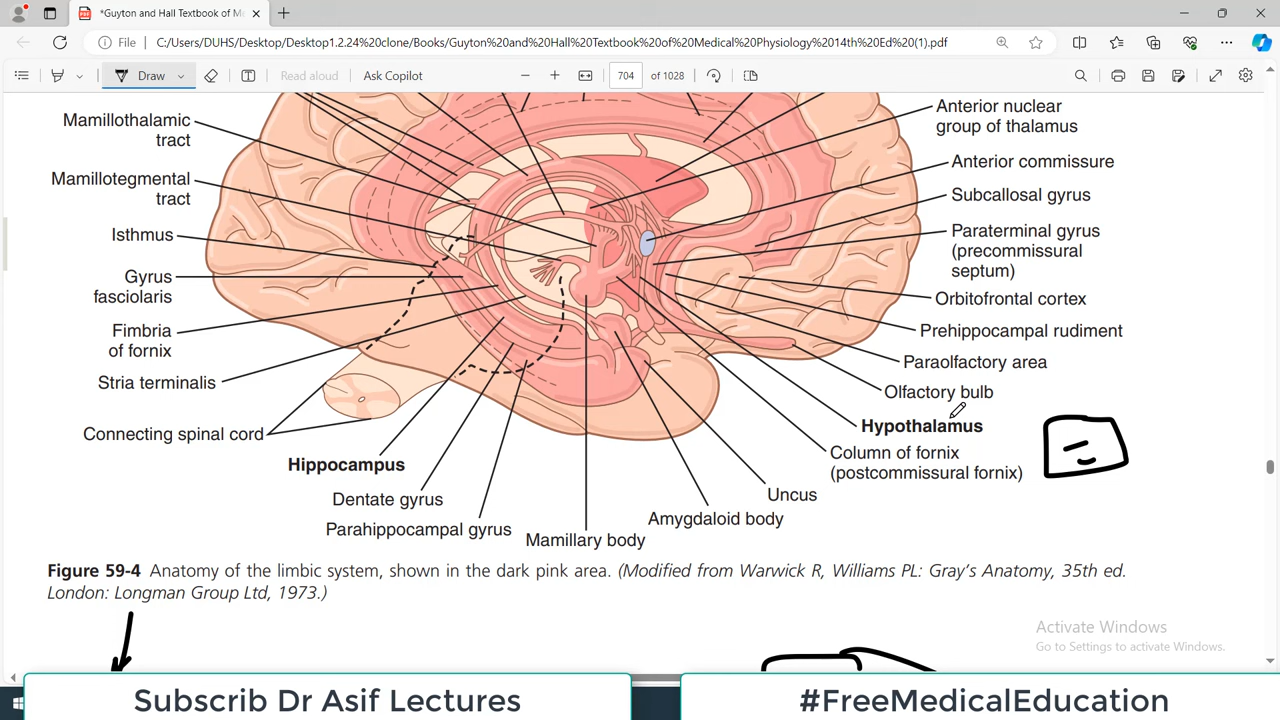 *Guyton and Hall Textbook of Me
File
C:/Users/DUHS/Desktop/Desktop1.2.24%20clone/Books/Guyton%20and%20Hall%20Textbook%20of%20Medical%20Physiology%2014th%20Ed%20(1).pdf
Draw
Read aloud
Ask Copilot
704 of 1028
Mamillothalamic
tract
Mamillotegmental
tract
Isthmus
Gyrus
fasciolaris
Fimbria
of fornix
Stria terminalis
Connecting spinal cord
Hippocampus
Dentate gyrus
Parahippocampal gyrus
Mamillary body
Amygdaloid body
Uncus
Anterior nuclear
group of thalamus
Anterior commissure
Subcallosal gyrus
Paraterminal gyrus
(precommissural
septum)
Orbitofrontal cortex
Prehippocampal rudiment
Paraolfactory area
Olfactory bulb
Hypothalamus
Column of fornix
(postcommissural fornix)
Figure 59-4 Anatomy of the limbic system, shown in the dark pink area. (Modified from Warwick R, Williams PL: Gray's Anatomy, 35th ed.
London: Longman Group Ltd, 1973.)
Activate Windows
Go to Settings to activate Windows.
Subscrib Dr Asif Lectures
#FreeMedicalEducation